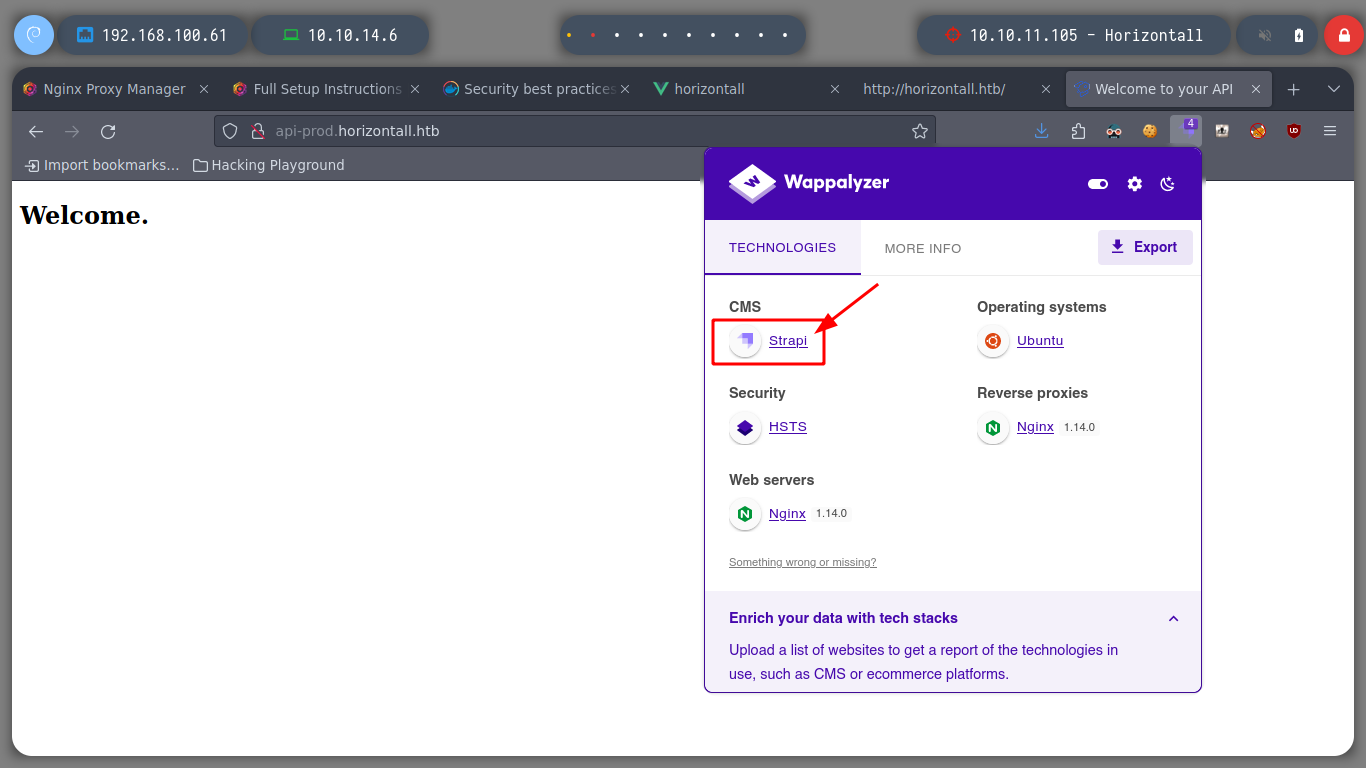 192.168.100.61 10.10.14.6 10.10.11.105 - Horizontall
Nginx Proxy Manager Full Setup Instructions Security best practices horizontall http://horizontall.htb/ Welcome to your API
api-prod.horizontall.htb 4
Import bookmarks... Hacking Playground
Welcome.
Wappalyzer
TECHNOLOGIES MORE INFO Export
CMS Operating systems
Strapi Ubuntu
Security Reverse proxies
HSTS Nginx 1.14.0
Web servers
Nginx 1.14.0
Something wrong or missing?
Enrich your data with tech stacks
Upload a list of websites to get a report of the technologies in
use, such as CMS or ecommerce platforms.